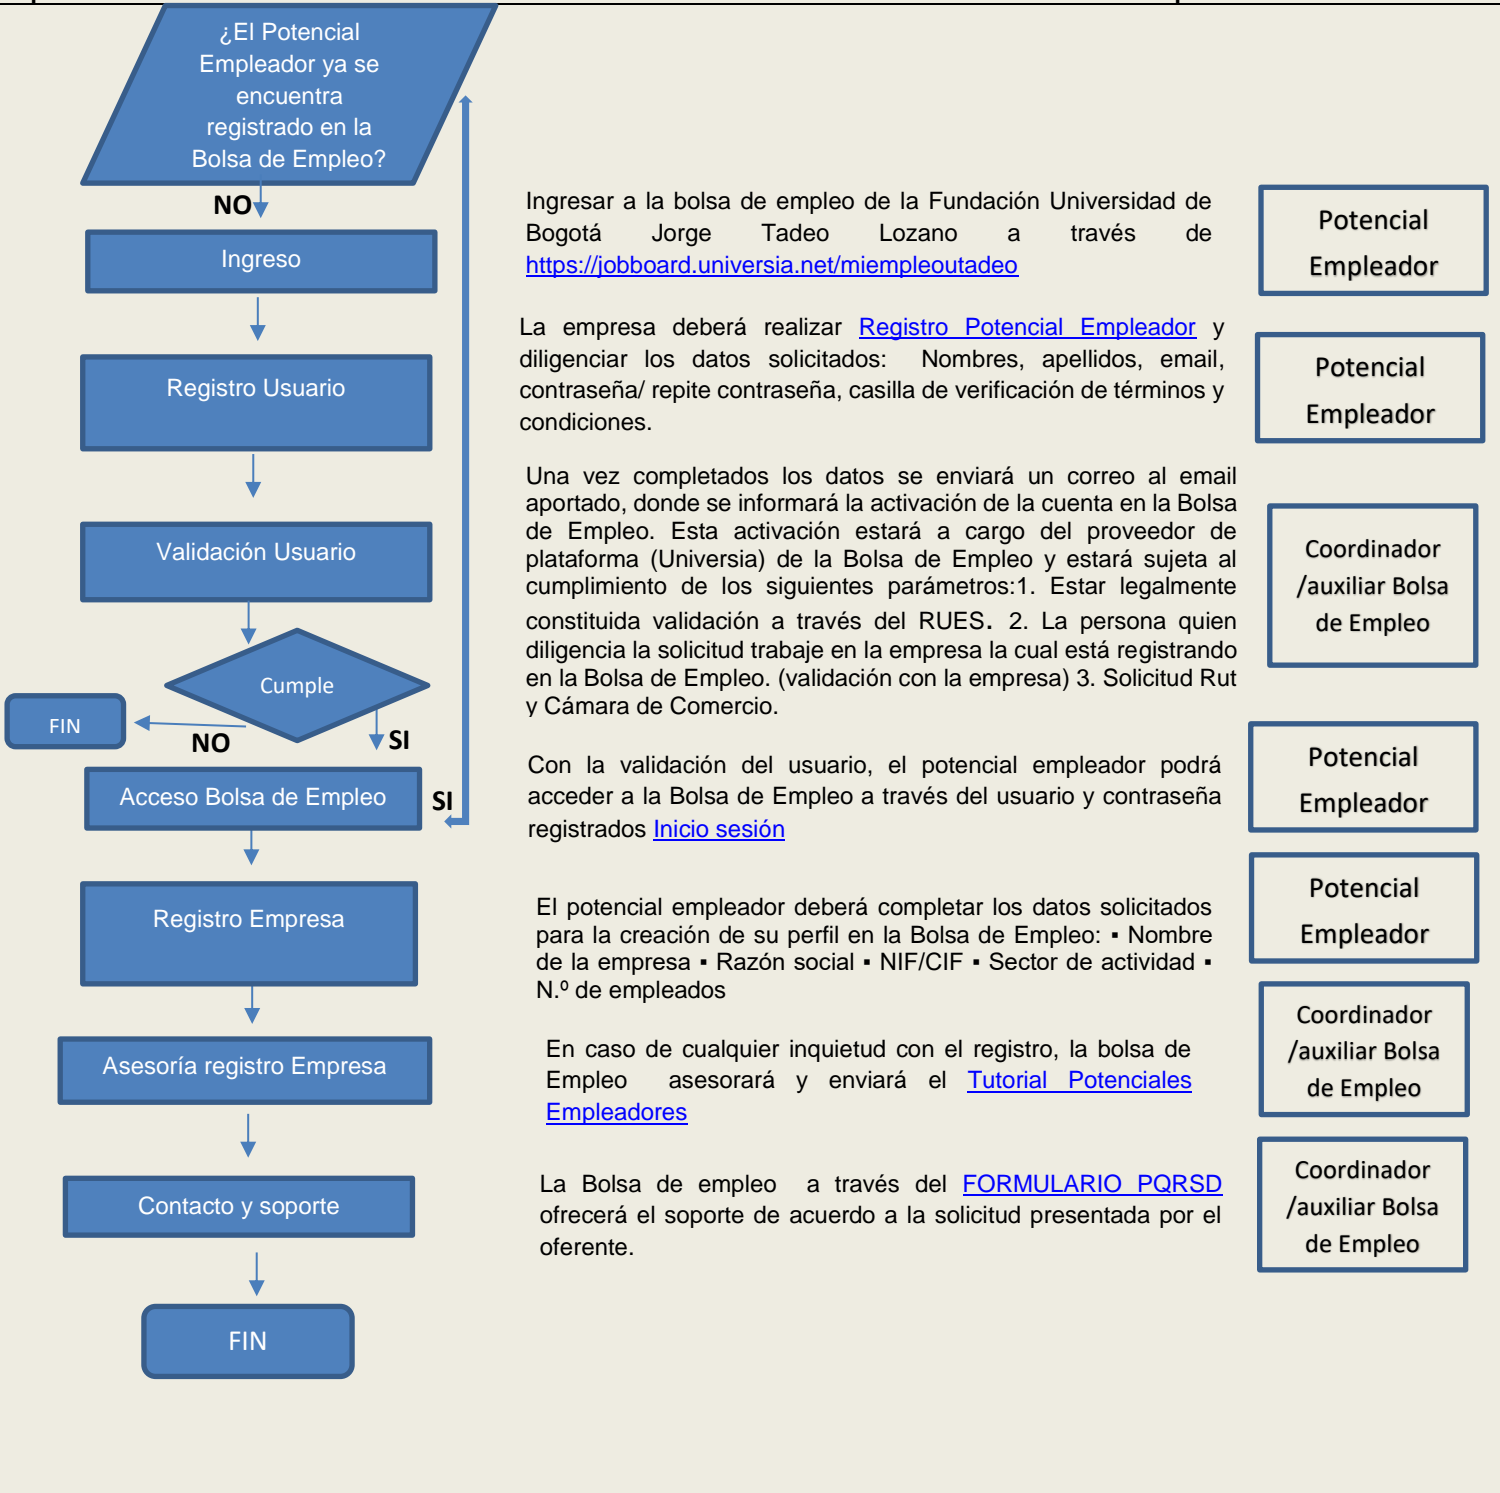 ¿El Potencial
Empleador ya se
encuentra
registrado en la
Bolsa de Empleo?
NO
Ingreso
Ingresar a la bolsa de empleo de la Fundación Universidad de
Bogotá Jorge Tadeo Lozano a través de
https://jobboard.universia.net/miempleoutadeo
Potencial
Empleador
Registro Usuario
La empresa deberá realizar Registro Potencial Empleador y
diligenciar los datos solicitados: Nombres, apellidos, email,
contraseña/ repite contraseña, casilla de verificación de términos y
condiciones.
Potencial
Empleador
Validación Usuario
Una vez completados los datos se enviará un correo al email
aportado, donde se informará la activación de la cuenta en la Bolsa
de Empleo. Esta activación estará a cargo del proveedor de
plataforma (Universia) de la Bolsa de Empleo y estará sujeta al
cumplimiento de los siguientes parámetros:1. Estar legalmente
constituida validación a través del RUES. 2. La persona quien
diligencia la solicitud trabaje en la empresa la cual está registrando
en la Bolsa de Empleo. (validación con la empresa) 3. Solicitud Rut
y Cámara de Comercio.
Coordinador
/auxiliar Bolsa
de Empleo
Cumple
FIN
NO
SI
Acceso Bolsa de Empleo
SI
Con la validación del usuario, el potencial empleador podrá
acceder a la Bolsa de Empleo a través del usuario y contraseña
registrados Inicio sesión
Potencial
Empleador
Registro Empresa
El potencial empleador deberá completar los datos solicitados
para la creación de su perfil en la Bolsa de Empleo: ▪ Nombre
de la empresa ▪ Razón social ▪ NIF/CIF ▪ Sector de actividad ▪
N.º de empleados
Potencial
Empleador
Asesoría registro Empresa
En caso de cualquier inquietud con el registro, la bolsa de
Empleo asesorará y enviará el Tutorial Potenciales
Empleadores
Coordinador
/auxiliar Bolsa
de Empleo
Contacto y soporte
La Bolsa de empleo a través del FORMULARIO PQRSD
ofrecerá el soporte de acuerdo a la solicitud presentada por el
oferente.
Coordinador
/auxiliar Bolsa
de Empleo
FIN